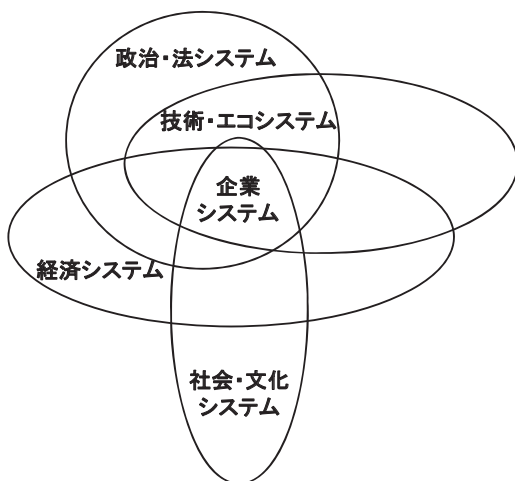 政治・法システム
技術・エコシステム
企業
システム
経済システム
社会・文化
システム